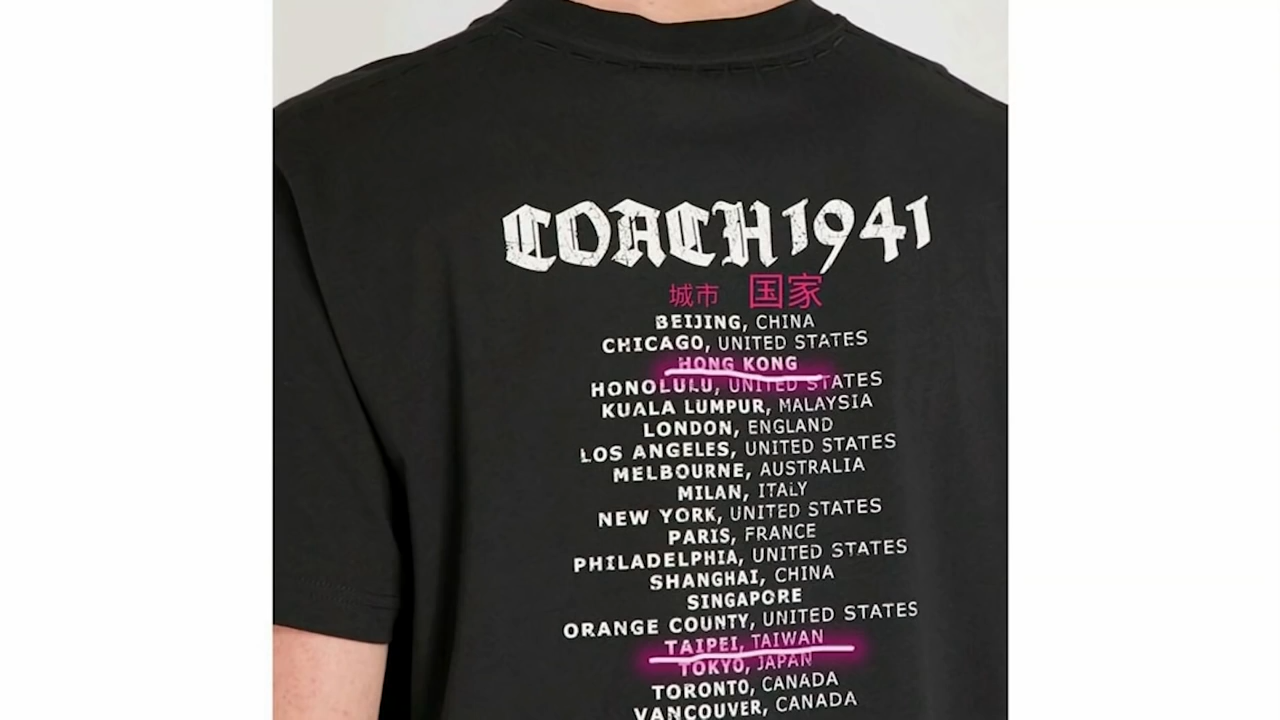 COACH 1941
城市 国家
BEIJING, CHINA
CHICAGO, UNITED STATES
HONG KONG
HONOLULU, UNITED STATES
KUALA LUMPUR, MALAYSIA
LONDON, ENGLAND
LOS ANGELES, UNITED STATES
MELBOURNE, AUSTRALIA
MILAN, ITALY
NEW YORK, UNITED STATES
PARIS, FRANCE
PHILADELPHIA, UNITED STATES
SHANGHAI, CHINA
SINGAPORE
ORANGE COUNTY, UNITED STATES
TAIPEI, TAIWAN
TOKYO, JAPAN
TORONTO, CANADA
VANCOUVER, CANADA